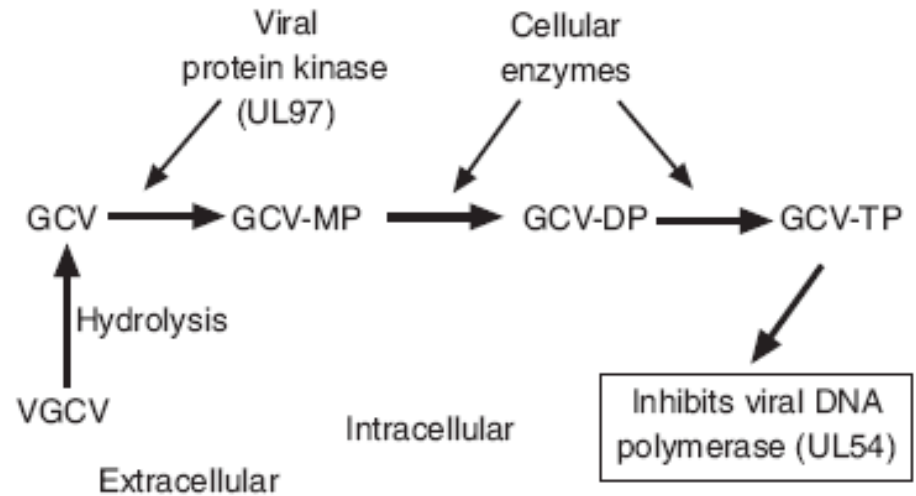 Viral
protein kinase
(UL97)
Cellular
enzymes
GCV
GCV-MP
GCV-DP
GCV-TP
Hydrolysis
VGCV
Intracellular
Extracellular
Inhibits viral DNA
polymerase (UL54)